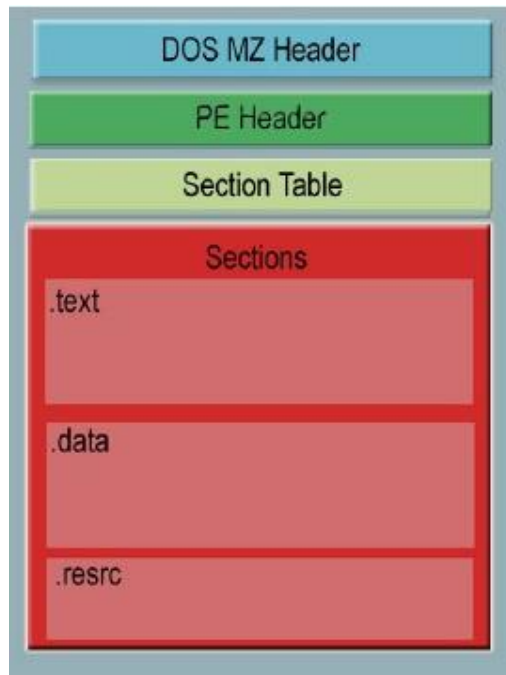 DOS MZ Header
PE Header
Section Table
Sections
.text
.data
.resrc